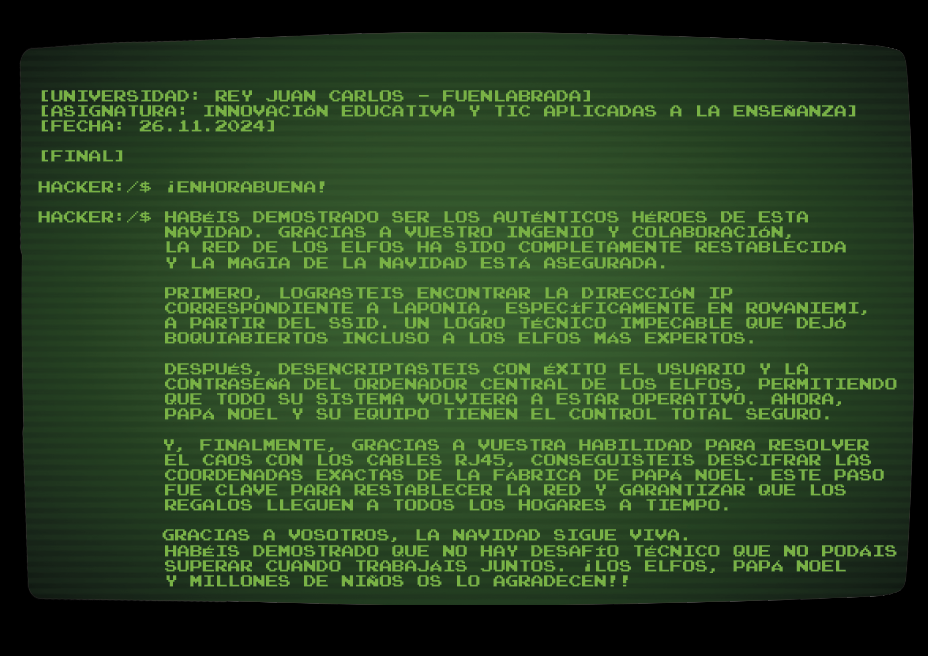 [UNIVERSIDAD: REY JUAN CARLOS - FUENLABRADA]
[ASIGNATURA: INNOVACIóN EDUCATIVA Y TIC APLICADAS A LA ENSEÑANZA]
[FECHA: 26.11.2024]
[FINAL]
HACKER:/$ ¡ENHORABUENA!
HACKER:/$ HABéIS DEMOSTRADO SER LOS AUTéNTICOS HéROES DE ESTA
NAVIDAD. GRACIAS A VUESTRO INGENIO Y COLABORACIóN,
LA RED DE LOS ELFOS HA SIDO COMPLETAMENTE RESTABLECIDA
Y LA MAGIA DE LA NAVIDAD ESTá ASEGURADA.
PRIMERO, LOGRASTEIS ENCONTRAR LA DIRECCIóN IP
CORRESPONDIENTE A LAPONIA, ESPECíFICAMENTE EN ROVANIEMI,
A PARTIR DEL SSID. UN LOGRO TéCNICO IMPECABLE QUE DEJó
BOQUIABIERTOS INCLUSO A LOS ELFOS MáS EXPERTOS.
DESPUéS, DESENCRIPTASTEIS CON éXITO EL USUARIO Y LA
CONTRASEÑA DEL ORDENADOR CENTRAL DE LOS ELFOS, PERMITIENDO
QUE TODO SU SISTEMA VOLVIERA A ESTAR OPERATIVO. AHORA,
PAPá NOEL Y SU EQUIPO TIENEN EL CONTROL TOTAL SEGURO.
Y, FINALMENTE, GRACIAS A VUESTRA HABILIDAD PARA RESOLVER
EL CAOS CON LOS CABLES RJ45, CONSEGUISTEIS DESCIFRAR LAS
COORDENADAS EXACTAS DE LA FáBRICA DE PAPá NOEL. ESTE PASO
FUE CLAVE PARA RESTABLECER LA RED Y GARANTIZAR QUE LOS
REGALOS LLEGUEN A TODOS LOS HOGARES A TIEMPO.
GRACIAS A VOSOTROS, LA NAVIDAD SIGUE VIVA.
HABéIS DEMOSTRADO QUE NO HAY DESAFíO TéCNICO QUE NO PODáIS
SUPERAR CUANDO TRABAJáIS JUNTOS. ¡LOS ELFOS, PAPá NOEL
Y MILLONES DE NIÑOS OS LO AGRADECEN!!